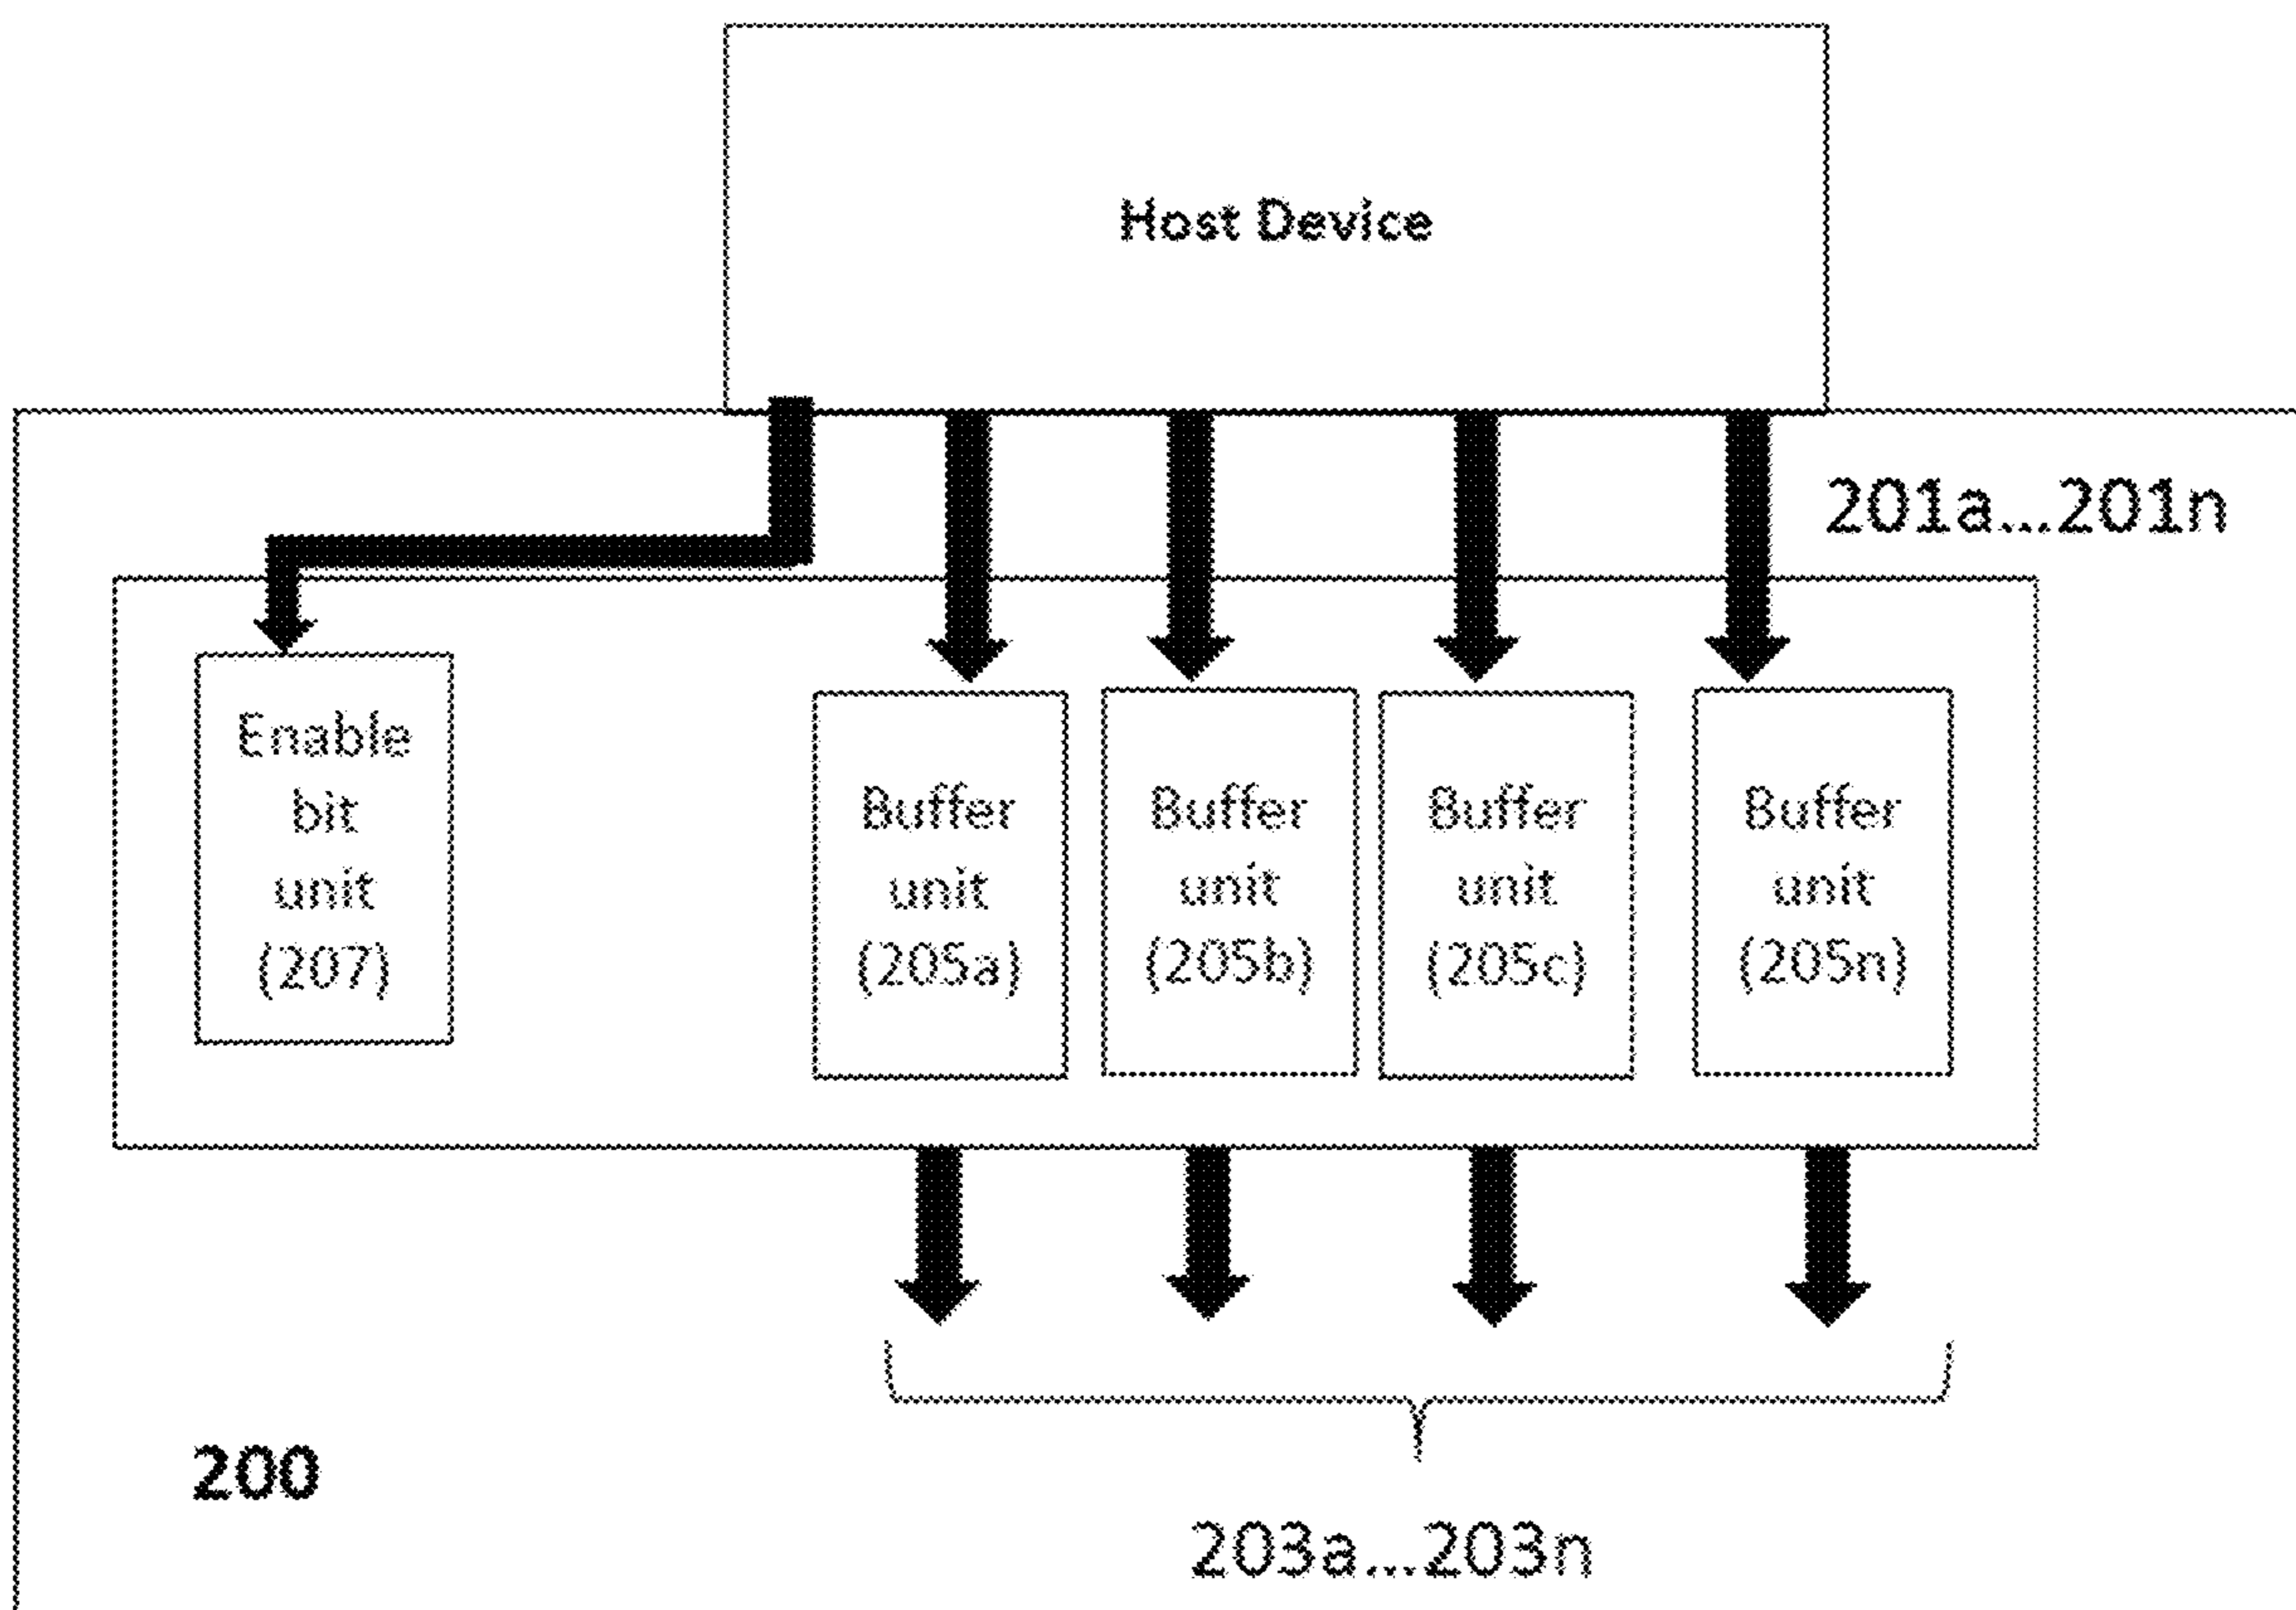 Host Device
201a...201n
Enable
bit
unit
(207)
Buffer
unit
(205a)
Buffer
unit
(205b)
Buffer
unit
(205c)
Buffer
unit
(205n)
200
203a...203n